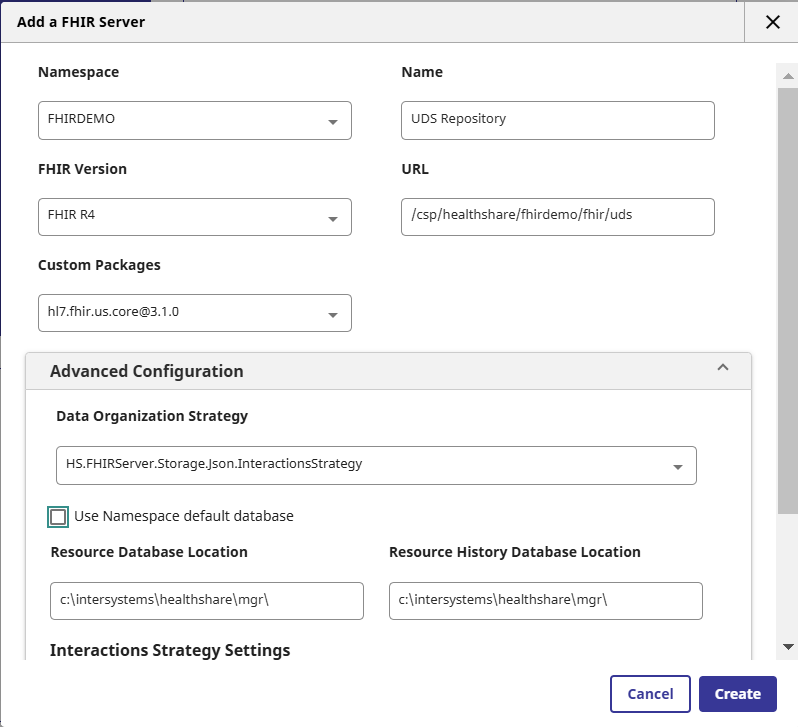 Add a FHIR Server
Namespace Name
FHIRDEMO UDS Repository
FHIR Version URL
FHIR R4 /csp/healthshare/fhirdemo/fhir/uds
Custom Packages
hl7.fhir.us.core@3.1.0
Advanced Configuration
Data Organization Strategy
HS.FHIRServer.Storage.Json.InteractionsStrategy
Use Namespace default database
Resource Database Location Resource History Database Location
c:\intersystems\healthshare\mgr\ c:\intersystems\healthshare\mgr\
Interactions Strategy Settings
Cancel Create